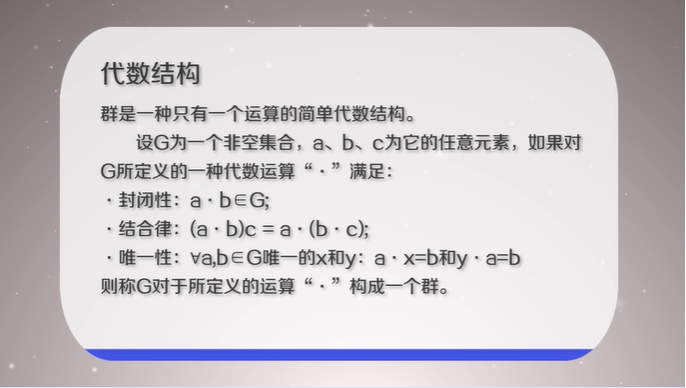 代数结构
群是一种只有一个运算的简单代数结构。
设G为一个非空集合，a、b、c为它的任意元素，如果对
G所定义的一种代数运算“·”满足：
·封闭性：a·b∈G;
·结合律：(a·b)c = a·(b·c);
·唯一性：∀a,b∈G唯一的x和y：a·x=b和y·a=b
则称G对于所定义的运算“·”构成一个群。